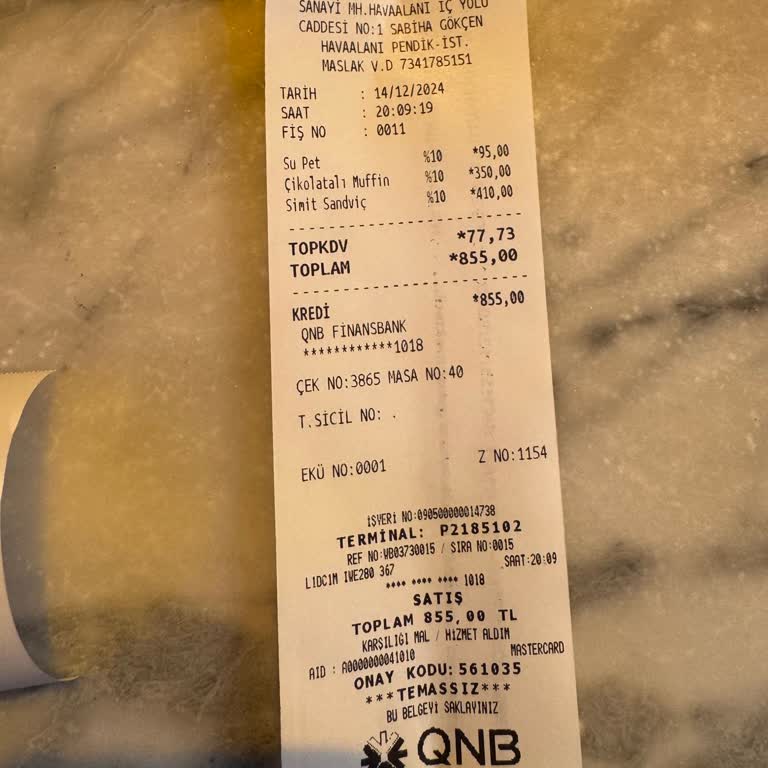 SANAYİ MH.HAVAALANI İÇ YOLU
CADDESİ NO:1 SABİHA GÖKÇEN
HAVAALANI PENDİK-İST.
MASLAK V.D 7341785151
TARİH : 14/12/2024
SAAT : 20:09:19
FİŞ NO : 0011
Su Pet %10 *95,00
Çikolatalı Muffin %10 *350,00
Simit Sandviç %10 *410,00
TOPKDV *77,73
TOPLAM *855,00
KREDİ *855,00
QNB FİNANSBANK
************1018
ÇEK NO:3865 MASA NO:40
T.SİCİL NO: .
EKÜ NO:0001 Z NO:1154
İŞYERİ NO:090500000014738
TERMİNAL: P2185102
REF NO:WB03730015 / SIRA NO:0015
L1DC1M IWE280 367 SAAT:20:09
**** **** **** 1018
SATIŞ
TOPLAM 855,00 TL
KARŞILIĞI MAL / HİZMET ALDIM
AID : A0000000041010 MASTERCARD
ONAY KODU:561035
***TEMASSIZ***
BU BELGEYİ SAKLAYINIZ
QNB